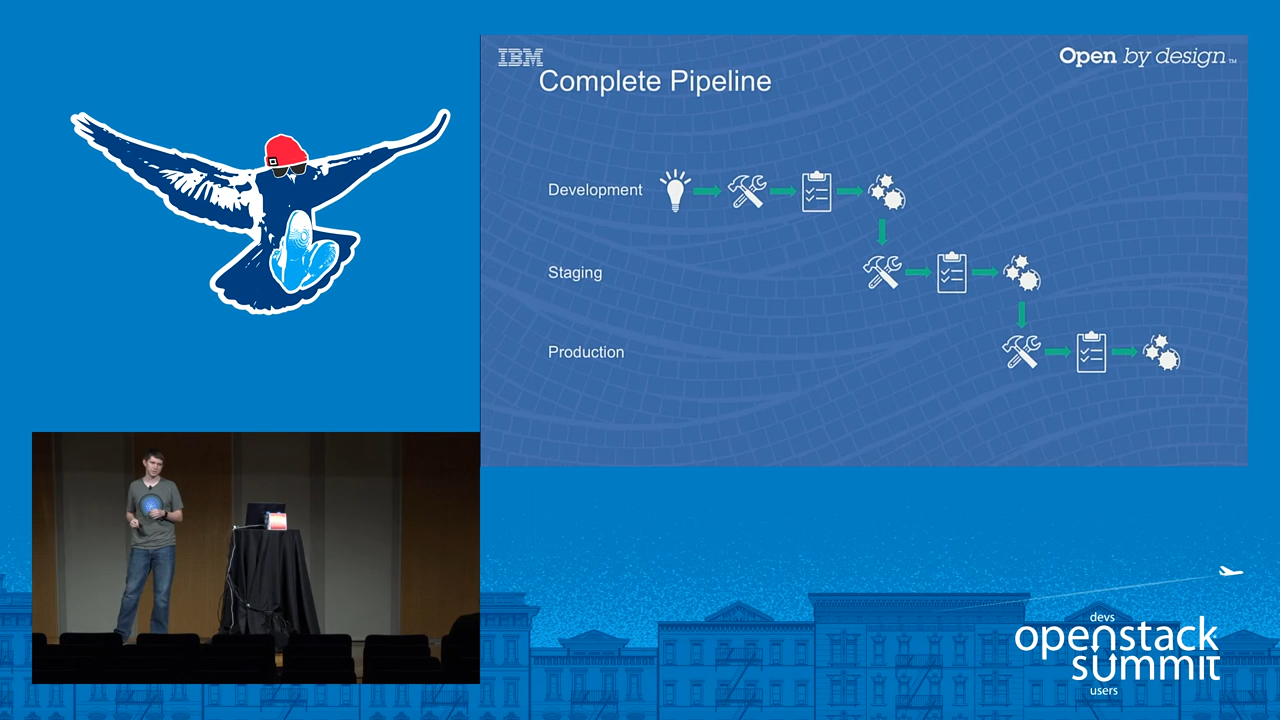 IBM
Open by design™
Complete Pipeline
Development
Staging
Production
devs
openstack
summit
users